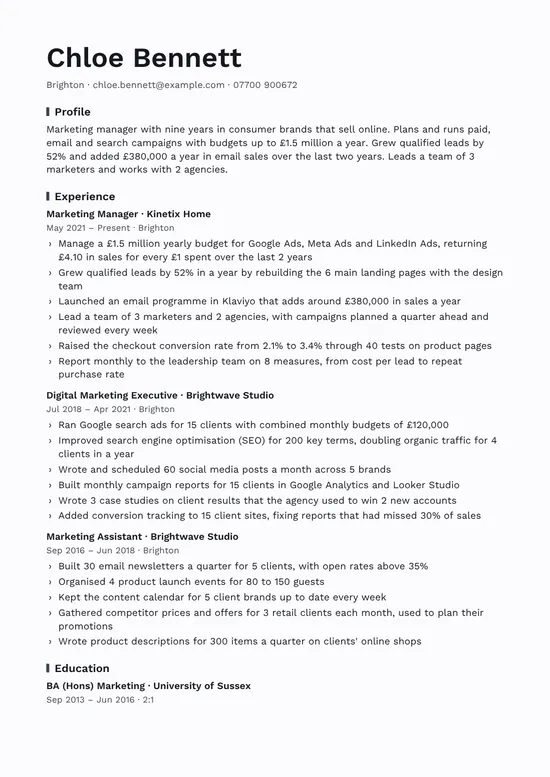 Chloe Bennett
Brighton · chloe.bennett@example.com · 07700 900672
Profile
Marketing manager with nine years in consumer brands that sell online. Plans and runs paid,
email and search campaigns with budgets up to £1.5 million a year. Grew qualified leads by
52% and added £380,000 a year in email sales over the last two years. Leads a team of 3
marketers and works with 2 agencies.
Experience
Marketing Manager · Kinetix Home
May 2021 – Present · Brighton
› Manage a £1.5 million yearly budget for Google Ads, Meta Ads and LinkedIn Ads, returning
£4.10 in sales for every £1 spent over the last 2 years
› Grew qualified leads by 52% in a year by rebuilding the 6 main landing pages with the design
team
› Launched an email programme in Klaviyo that adds around £380,000 in sales a year
› Lead a team of 3 marketers and 2 agencies, with campaigns planned a quarter ahead and
reviewed every week
› Raised the checkout conversion rate from 2.1% to 3.4% through 40 tests on product pages
› Report monthly to the leadership team on 8 measures, from cost per lead to repeat
purchase rate
Digital Marketing Executive · Brightwave Studio
Jul 2018 – Apr 2021 · Brighton
› Ran Google search ads for 15 clients with combined monthly budgets of £120,000
› Improved search engine optimisation (SEO) for 200 key terms, doubling organic traffic for 4
clients in a year
› Wrote and scheduled 60 social media posts a month across 5 brands
› Built monthly campaign reports for 15 clients in Google Analytics and Looker Studio
› Wrote 3 case studies on client results that the agency used to win 2 new accounts
› Added conversion tracking to 15 client sites, fixing reports that had missed 30% of sales
Marketing Assistant · Brightwave Studio
Sep 2016 – Jun 2018 · Brighton
› Built 30 email newsletters a quarter for 5 clients, with open rates above 35%
› Organised 4 product launch events for 80 to 150 guests
› Kept the content calendar for 5 client brands up to date every week
› Gathered competitor prices and offers for 3 retail clients each month, used to plan their
promotions
› Wrote product descriptions for 300 items a quarter on clients' online shops
Education
BA (Hons) Marketing · University of Sussex
Sep 2013 – Jun 2016 · 2:1